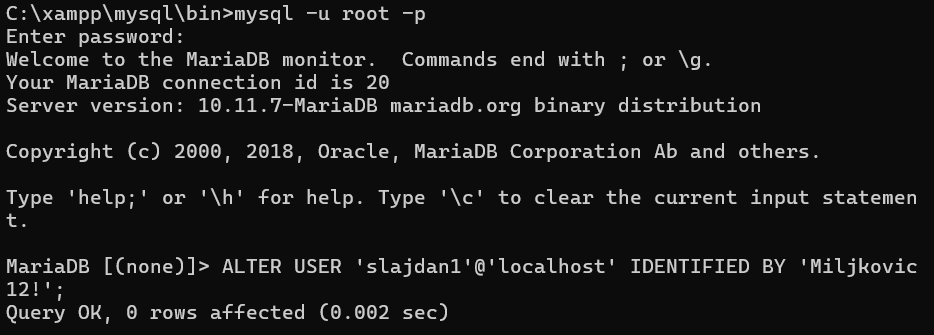 C:\xampp\mysql\bin>mysql -u root -p
Enter password:
Welcome to the MariaDB monitor.  Commands end with ; or \g.
Your MariaDB connection id is 20
Server version: 10.11.7-MariaDB mariadb.org binary distribution

Copyright (c) 2000, 2018, Oracle, MariaDB Corporation Ab and others.

Type 'help;' or '\h' for help. Type '\c' to clear the current input statemen
t.

MariaDB [(none)]> ALTER USER 'slajdan1'@'localhost' IDENTIFIED BY 'Miljkovic
12!';
Query OK, 0 rows affected (0.002 sec)